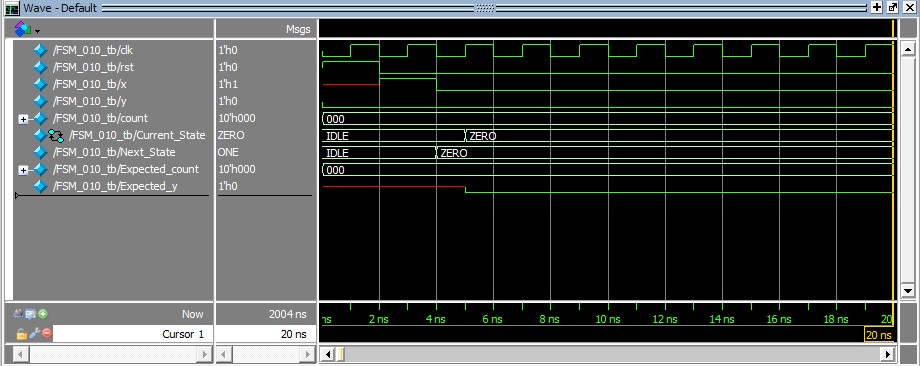 Wave - Default
Msgs
/FSM_010_tb/clk 1'h0
/FSM_010_tb/rst 1'h0
/FSM_010_tb/x 1'h1
/FSM_010_tb/y 1'h0
/FSM_010_tb/count 10'h000 000
/FSM_010_tb/Current_State ZERO IDLE ZERO
/FSM_010_tb/Next_State ONE IDLE ZERO
/FSM_010_tb/Expected_count 10'h000 000
/FSM_010_tb/Expected_y 1'h0
Now 2004 ns ns 2 ns 4 ns 6 ns 8 ns 10 ns 12 ns 14 ns 16 ns 18 ns 20
Cursor 1 20 ns 20 ns